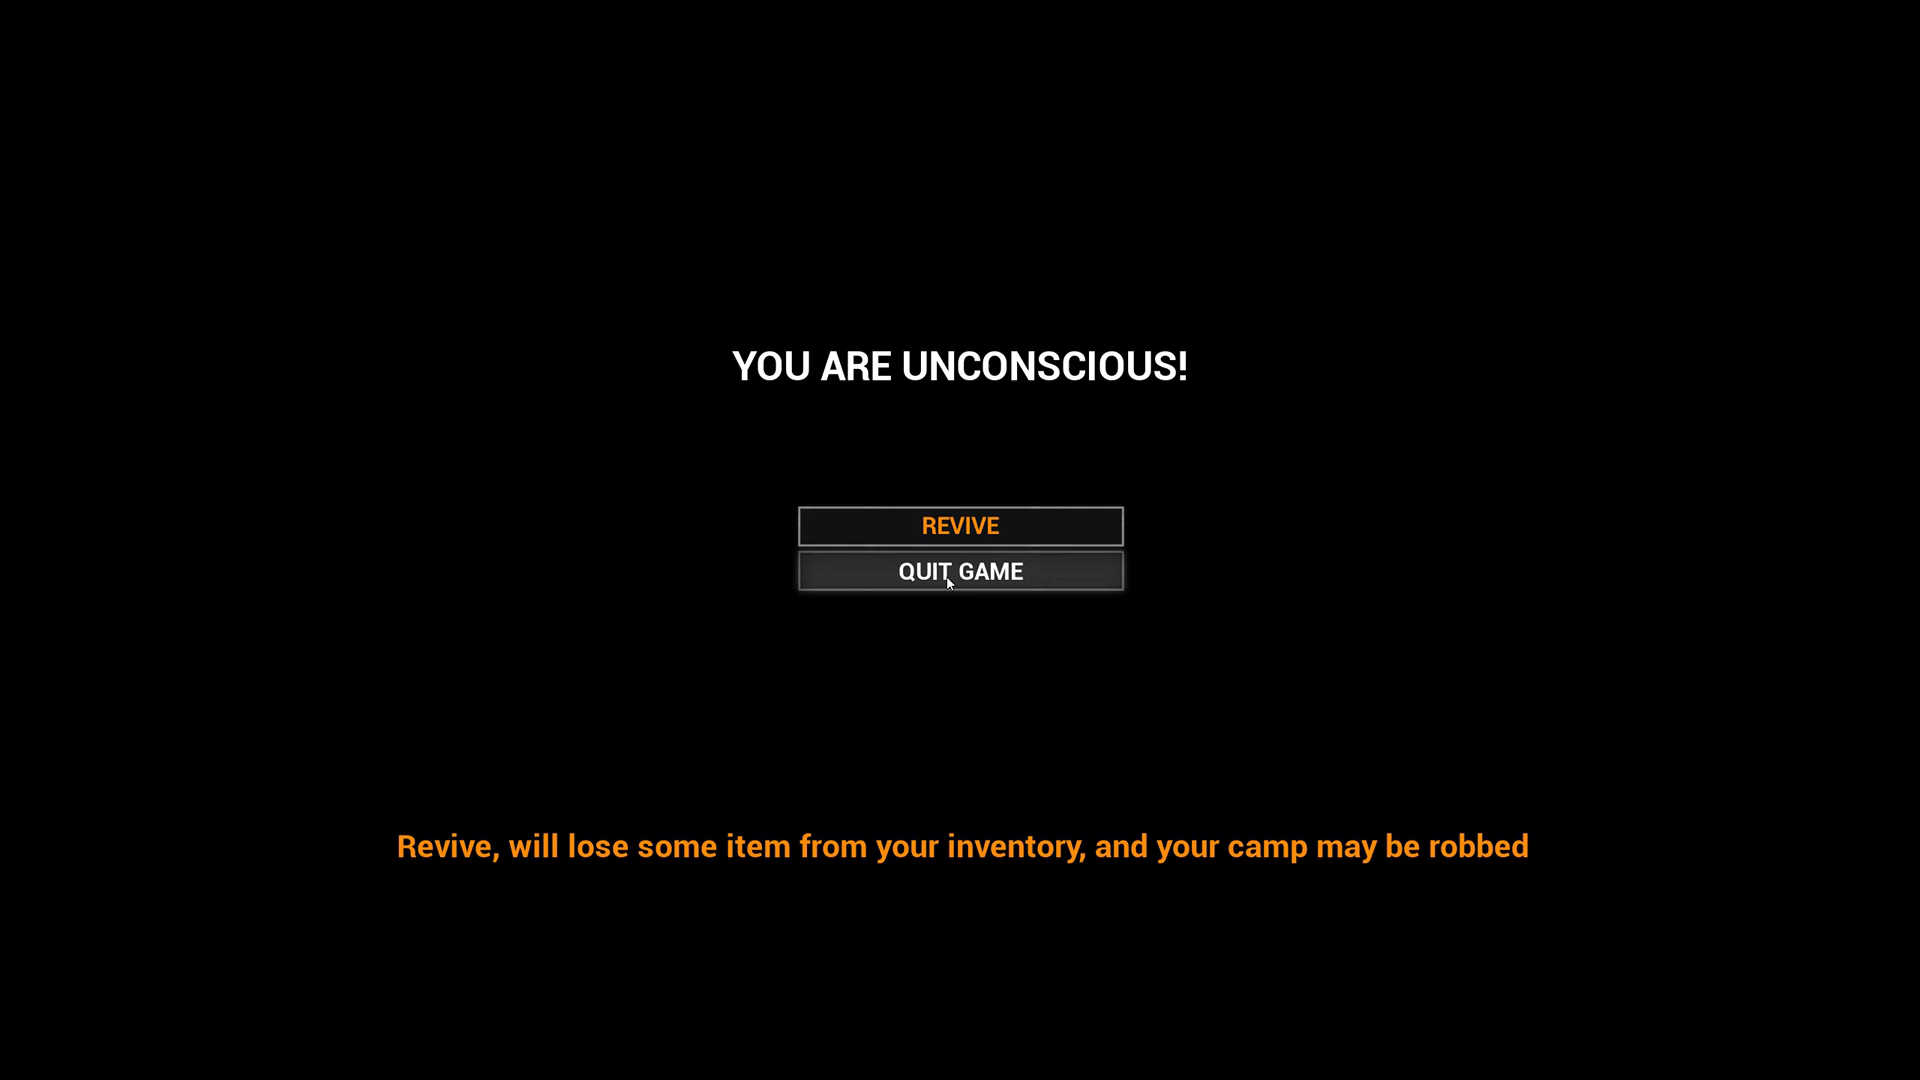 YOU ARE UNCONSCIOUS!
REVIVE
QUIT GAME
Revive, will lose some item from your inventory, and your camp may be robbed